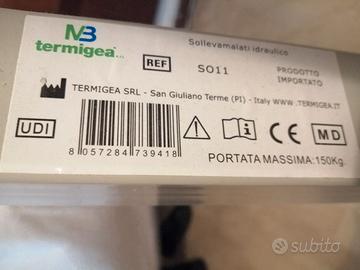 MB
termigea s.r.l.
Sollevamalati idraulico
REF
SO11
PRODOTTO
IMPORTATO
TERMIGEA SRL - San Giuliano Terme (PI) - Italy WWW.TERMIGEA.IT
UDI
8 057284 739418
CE
MD
PORTATA MASSIMA:150Kg.
subito